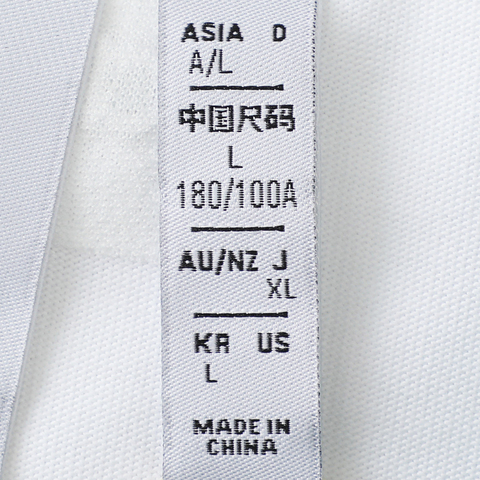 ASIA D
A/L
中国尺码
L
180/100A
AU/NZ J
XL
KR US
L
MADE IN
CHINA